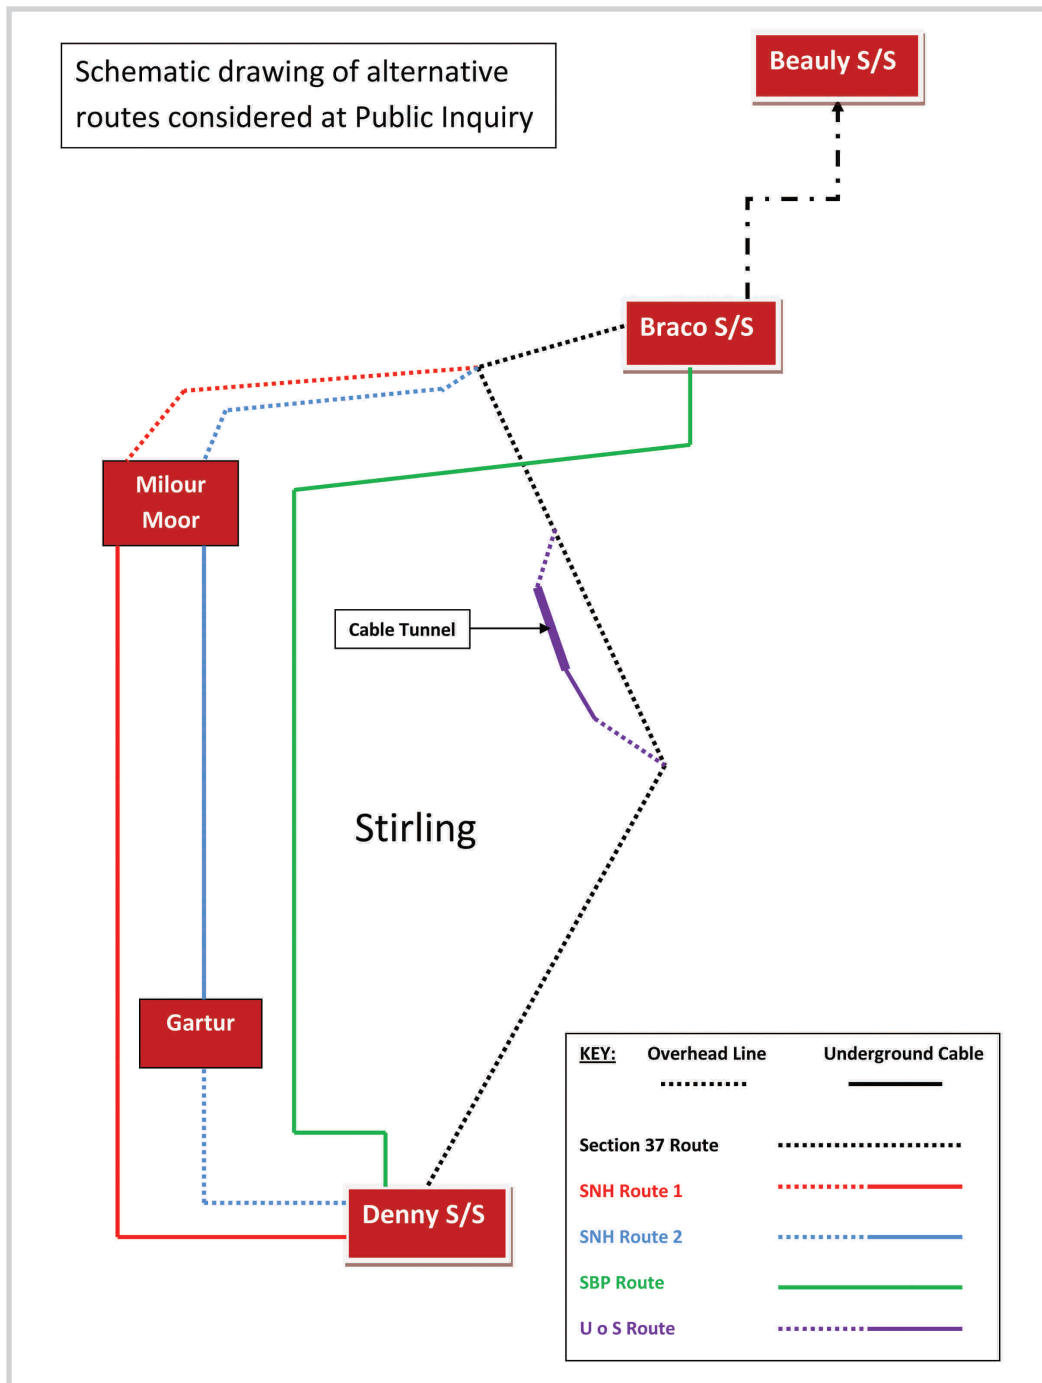 Schematic drawing of alternative
routes considered at Public Inquiry
Beauly S/S
Braco S/S
Milour
Moor
Cable Tunnel
Stirling
Gartur
Denny S/S
KEY: Overhead Line Underground Cable
Section 37 Route
SNH Route 1
SNH Route 2
SBP Route
U o S Route